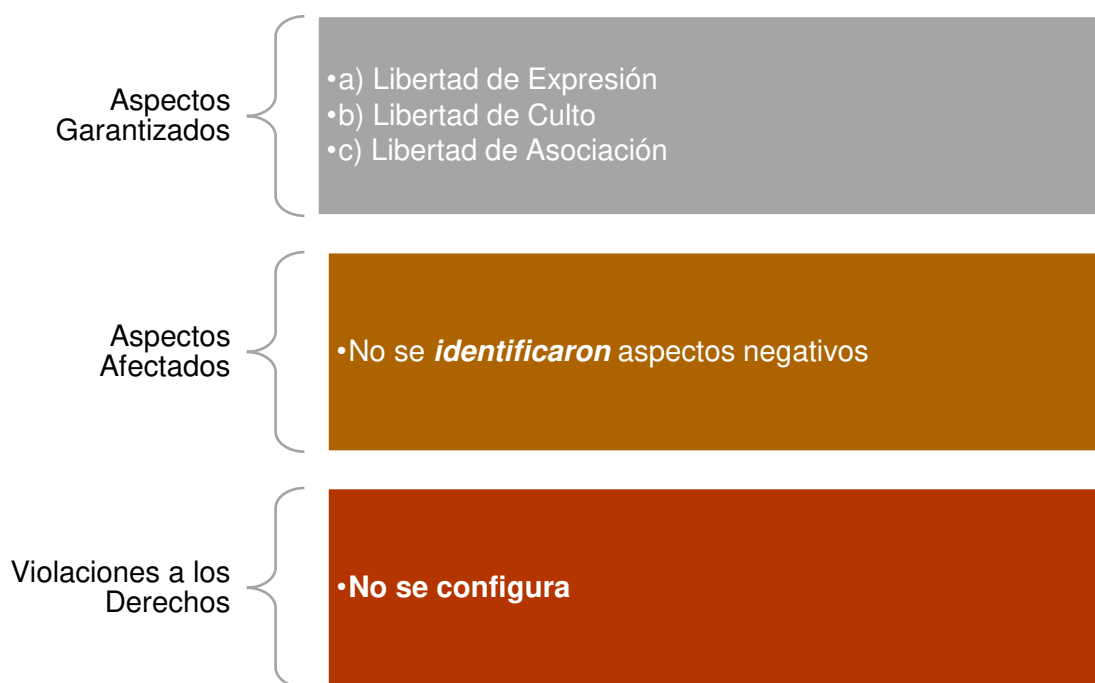 Aspectos
Garantizados
•a) Libertad de Expresión
•b) Libertad de Culto
•c) Libertad de Asociación
Aspectos
Afectados
•No se identificaron aspectos negativos
Violaciones a los
Derechos
•No se configura